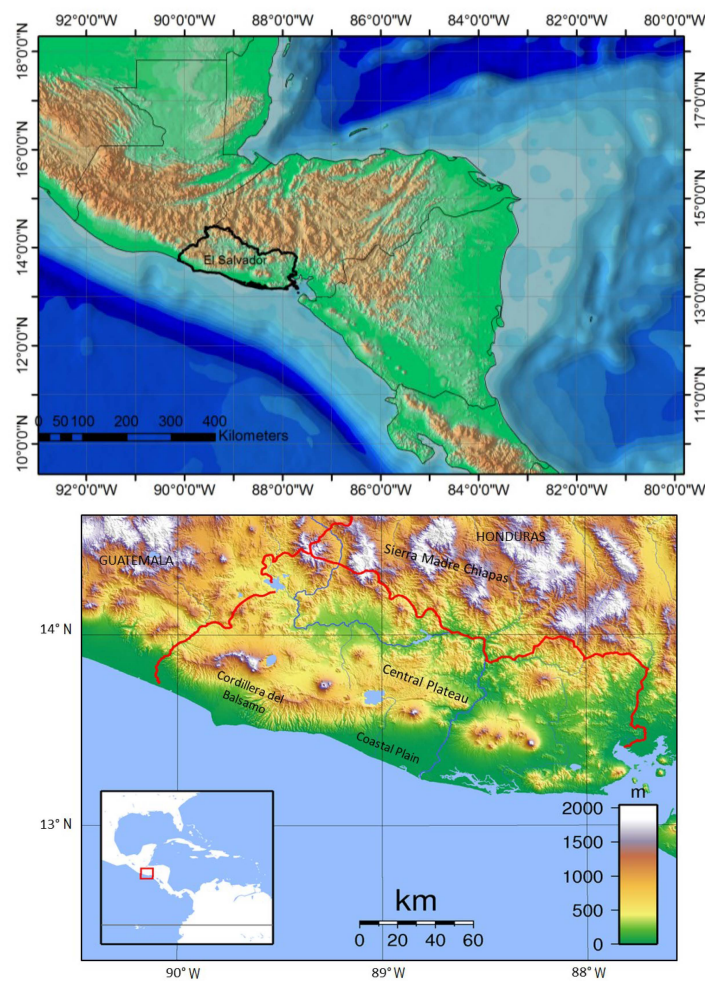 92°0'0"W 90°0'0"W 88°0'0"W 86°0'0"W 84°0'0"W 82°0'0"W 80°0'0"W
18°0'0"N
17°0'0"N
16°0'0"N
15°0'0"N
14°0'0"N
El Salvador
13°0'0"N
12°0'0"N
11°0'0"N
10°0'0"N
0 50 100 200 300 400
Kilometers
92°0'0"W 90°0'0"W 88°0'0"W 86°0'0"W 84°0'0"W 82°0'0"W 80°0'0"W
HONDURAS
GUATEMALA
Sierra Madre Chiapas
14° N
Cordillera del
Balsamo
Central Plateau
Coastal Plain
13° N
m
2000
1500
1000
500
0
km
0 20 40 60
90° W 89° W 88° W